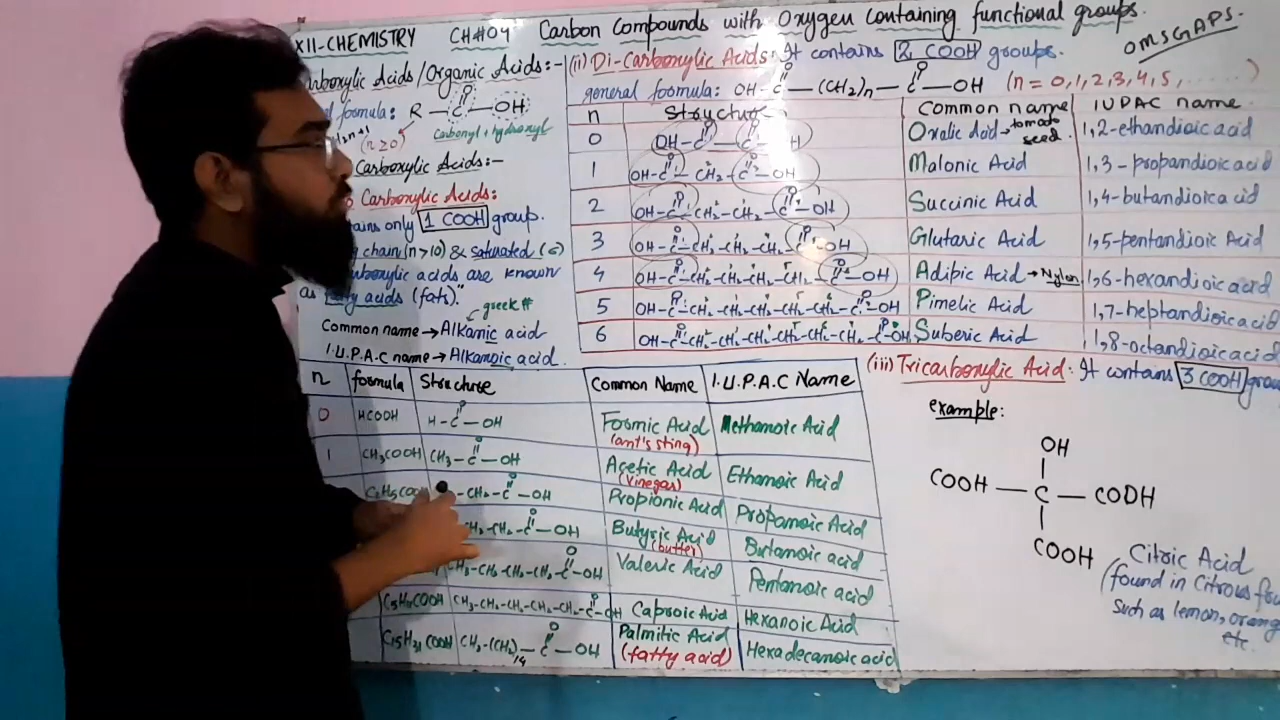 XII-CHEMISTRY CH#09 Carbon Compounds with Oxygen Containing functional groups.
OMSGAPS.
Carboxylic Acids/Organic Acids:-
formula: R - C - OH
O
(n≥0)
Carbonyl + hydroxyl
Carboxylic Acids:-
Carboxylic Acids:
only 1 COOH group.
chain (n>10) & saturated
acids are known
as fatty acids (fats)."
greek #
Common name → Alkanic acid
I.U.P.A.C name → Alkanoic acid.
n formula Structure Common Name I.U.P.A.C Name
0 HCOOH H-C-OH Formic Acid (ant's sting) Methanoic Acid
1 CH3COOH CH3-C-OH Acetic Acid (vinegar) Ethanoic Acid
C2H5COOH -CH2-C-OH Propionic Acid Propanoic Acid
-CH2-C-OH Butyric Acid (butter) Butanoic acid
CH3-CH2-CH2-CH2-C-OH Valeric Acid Pentanoic acid
C5H11COOH CH3-CH2-CH2-CH2-CH2-C-OH Caproic Acid Hexanoic Acid
C15H31COOH CH3-(CH2)14-C-OH Palmitic Acid (fatty acid) Hexadecanoic acid
(ii) Di-Carboxylic Acids: It contains 2 COOH groups.
general formula: OH-C-(CH2)n-C-OH (n=0,1,2,3,4,5,......)
n Structure Common name IUPAC name
0 OH-C-C- H Oxalic Acid → tomato seed. 1,2-ethandioic acid
1 OH-C-CH2-C-OH Malonic Acid 1,3-propandioic acid
2 OH-C-CH2-CH2-C-OH Succinic Acid 1,4-butandioic acid
3 OH-C-CH2-CH2-CH2-C-OH Glutaric Acid 1,5-pentandioic Acid
4 OH-C-CH2-CH2-CH2-CH2-C-OH Adipic Acid → Nylon 1,6-hexandioic acid
5 OH-C-CH2-CH2-CH2-CH2-CH2-C-OH Pimelic Acid 1,7-heptandioic acid
6 OH-C-CH2-CH2-CH2-CH2-CH2-CH2-C-OH Suberic Acid 1,8-octandioic acid
(iii) Tricarboxylic Acid: It contains 3 COOH
example:
OH
COOH - C - COOH
COOH
Citric Acid
(found in Citrous
such as lemon, orang
etc.